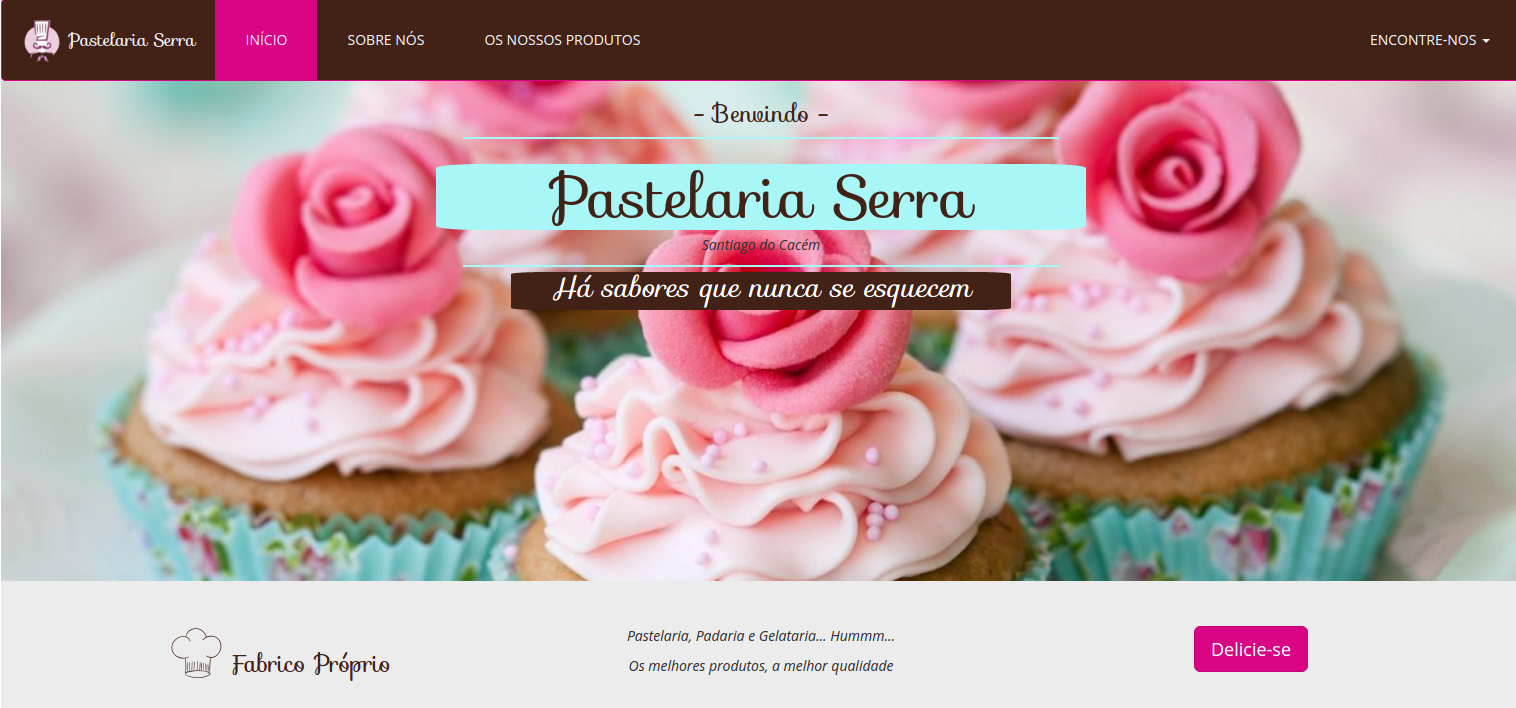 Pastelaria Serra
INÍCIO
SOBRE NÓS
OS NOSSOS PRODUTOS
ENCONTRE-NOS
- Benvindo -
Pastelaria Serra
Santiago do Cacém
Há sabores que nunca se esquecem
Fabrico Próprio
Pastelaria, Padaria e Gelataria... Hummm...
Os melhores produtos, a melhor qualidade
Delicie-se